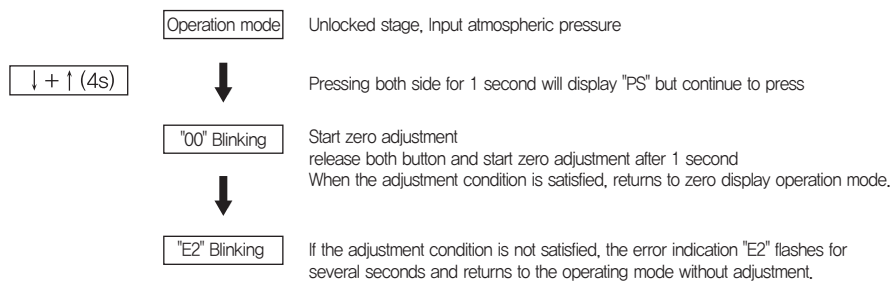 Operation mode Unlocked stage, Input atmospheric pressure
↓ + ↑ (4s) Pressing both side for 1 second will display "PS" but continue to press
"00" Blinking Start zero adjustment
release both button and start zero adjustment after 1 second
When the adjustment condition is satisfied, returns to zero display operation mode.
"E2" Blinking If the adjustment condition is not satisfied, the error indication "E2" flashes for
several seconds and returns to the operating mode without adjustment.